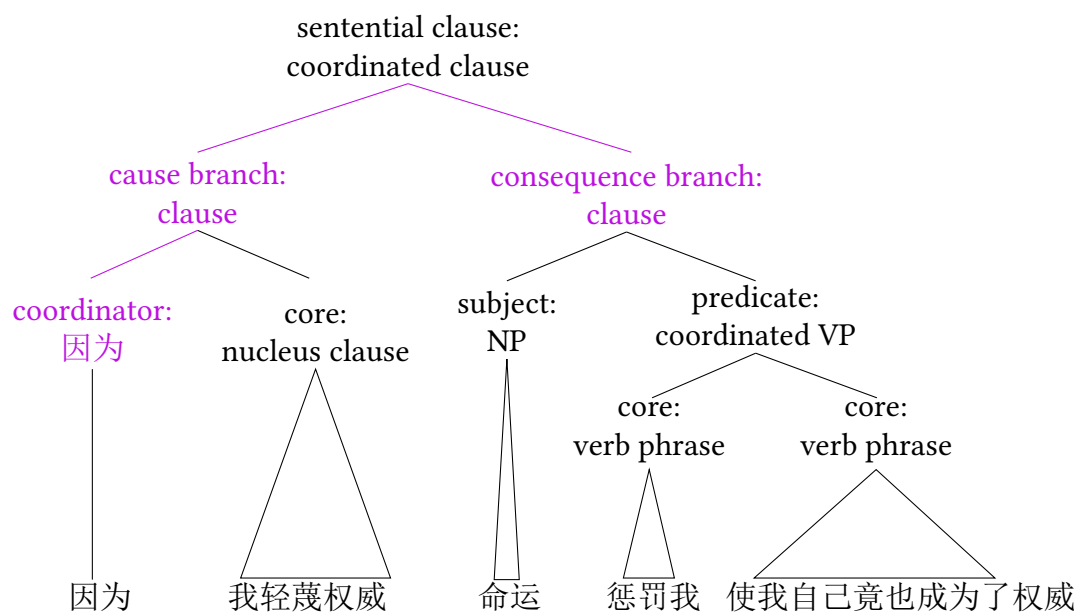 sentential clause:
coordinated clause
cause branch:
clause
consequence branch:
clause
coordinator:
因为
core:
nucleus clause
subject:
NP
predicate:
coordinated VP
core:
verb phrase
core:
verb phrase
因为
我轻蔑权威
命运
惩罚我
使我自己竟也成为了权威